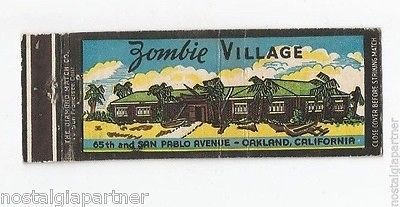 Zombie VILLAGE
65th and SAN PABLO AVENUE - OAKLAND, CALIFORNIA
CLOSE COVER BEFORE STRIKING MATCH
THE DIAMOND MATCH CO.
nostalgiapartner
nostalgiapartner